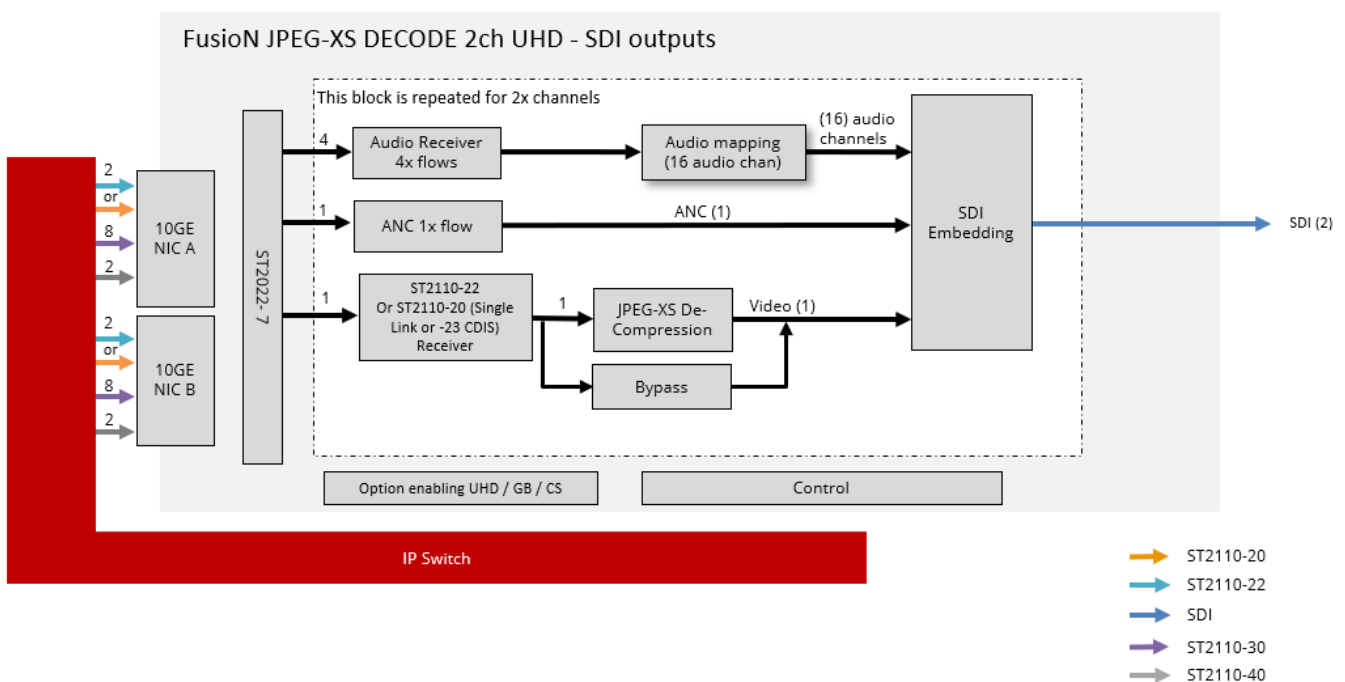 FusioN JPEG-XS DECODE 2ch UHD - SDI outputs
This block is repeated for 2x channels
4
Audio Receiver
4x flows
Audio mapping
(16 audio chan)
(16) audio
channels
2
or
8
2
10GE
NIC A
1
ANC 1x flow
ANC (1)
SDI
Embedding
SDI (2)
ST2022- 7
1
ST2110-22
Or ST2110-20 (Single
Link or -23 CDIS)
Receiver
1
JPEG-XS De-
Compression
Video (1)
Bypass
2
or
8
2
10GE
NIC B
Option enabling UHD / GB / CS
Control
IP Switch
ST2110-20
ST2110-22
SDI
ST2110-30
ST2110-40